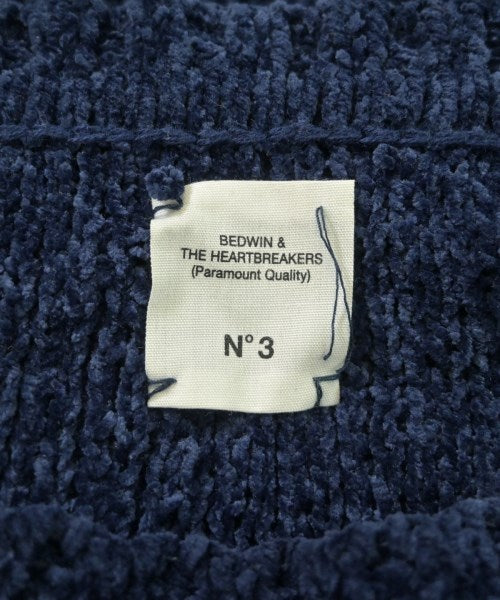 BEDWIN &
THE HEARTBREAKERS
(Paramount Quality)
N° 3